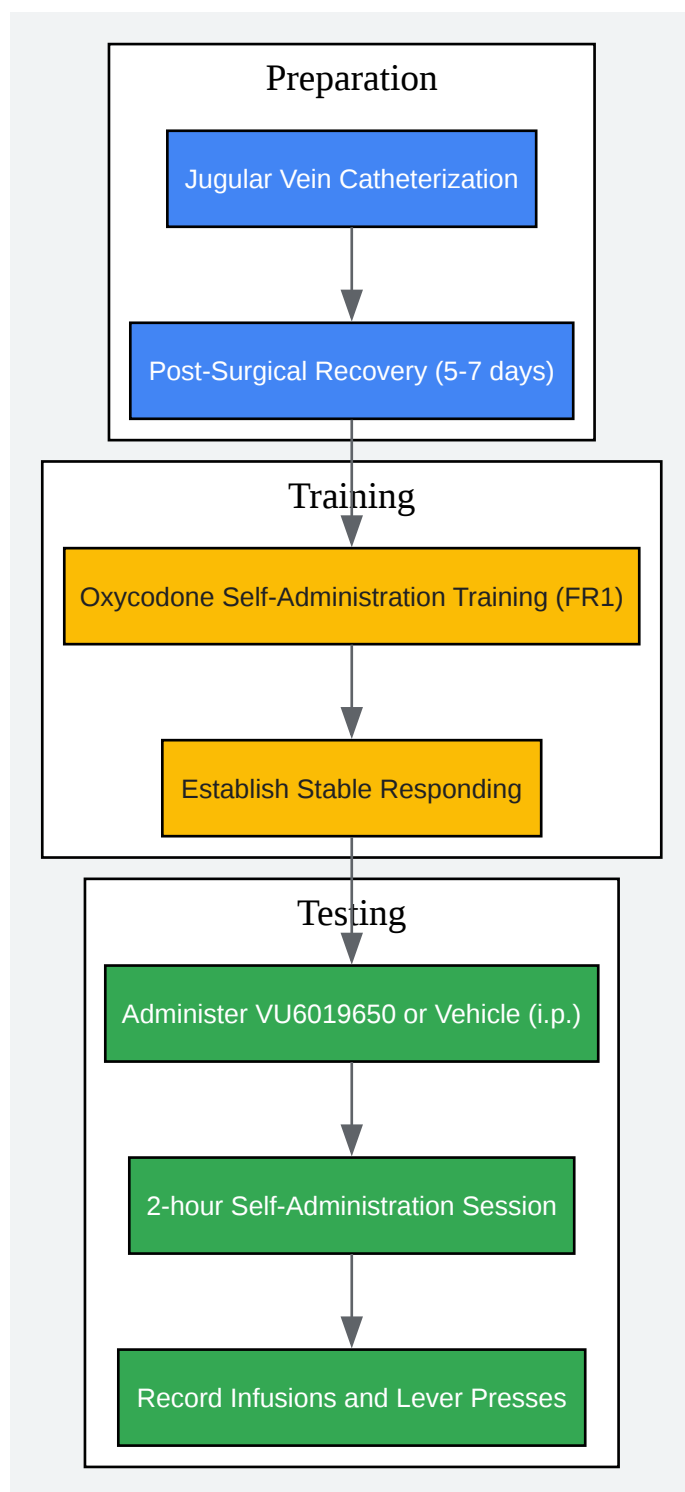 Preparation
Jugular Vein Catheterization
Post-Surgical Recovery (5-7 days)
Training
Oxycodone Self-Administration Training (FR1)
Establish Stable Responding
Testing
Administer VU6019650 or Vehicle (i.p.)
2-hour Self-Administration Session
Record Infusions and Lever Presses